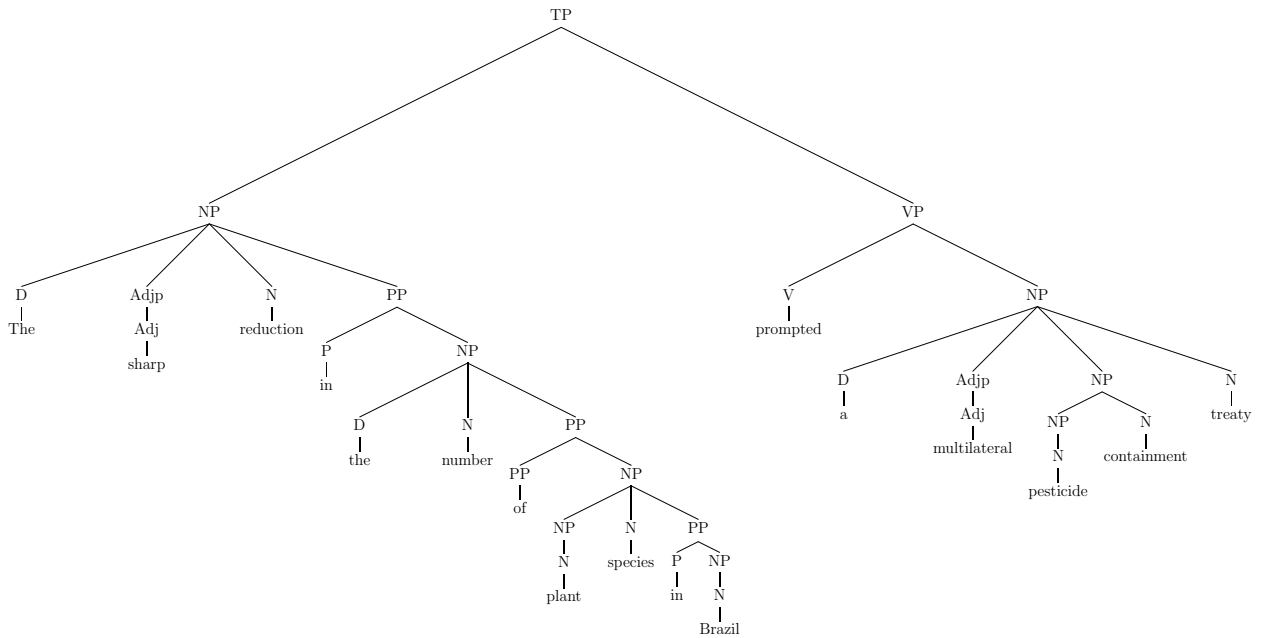 TP
NP VP
D Adjp N PP V NP
The Adj reduction prompted
sharp
P NP
in
D Adjp NP N
a Adj treaty
multilateral
NP N
N containment
pesticide
D N PP
the number
PP NP
of
NP N PP
N species P NP
plant in N
Brazil